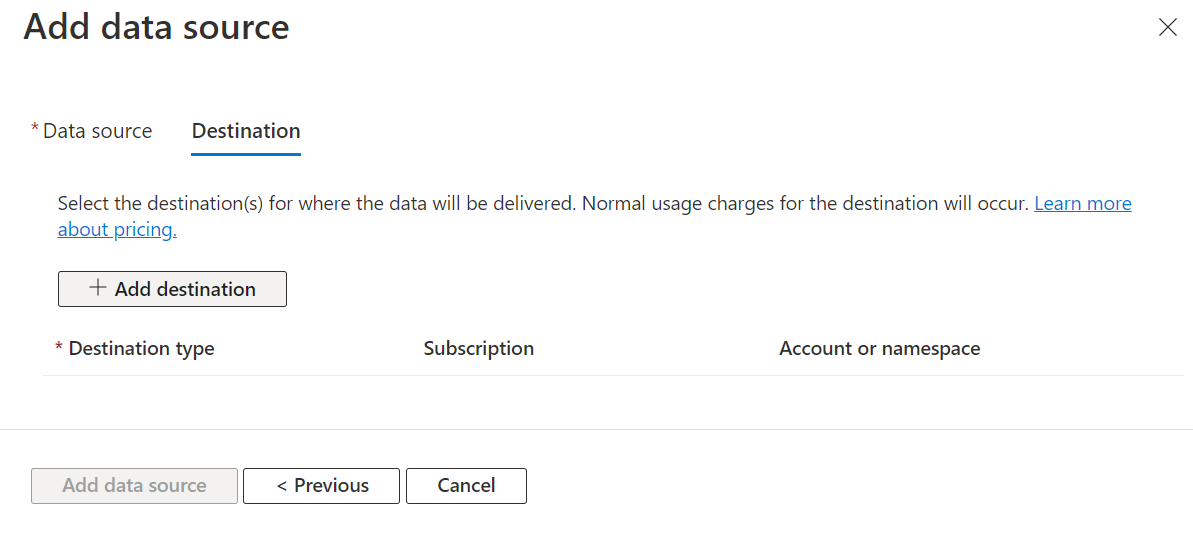 Add data source
* Data source Destination
Select the destination(s) for where the data will be delivered. Normal usage charges for the destination will occur. Learn more
about pricing.
+ Add destination
* Destination type Subscription Account or namespace
Add data source < Previous Cancel